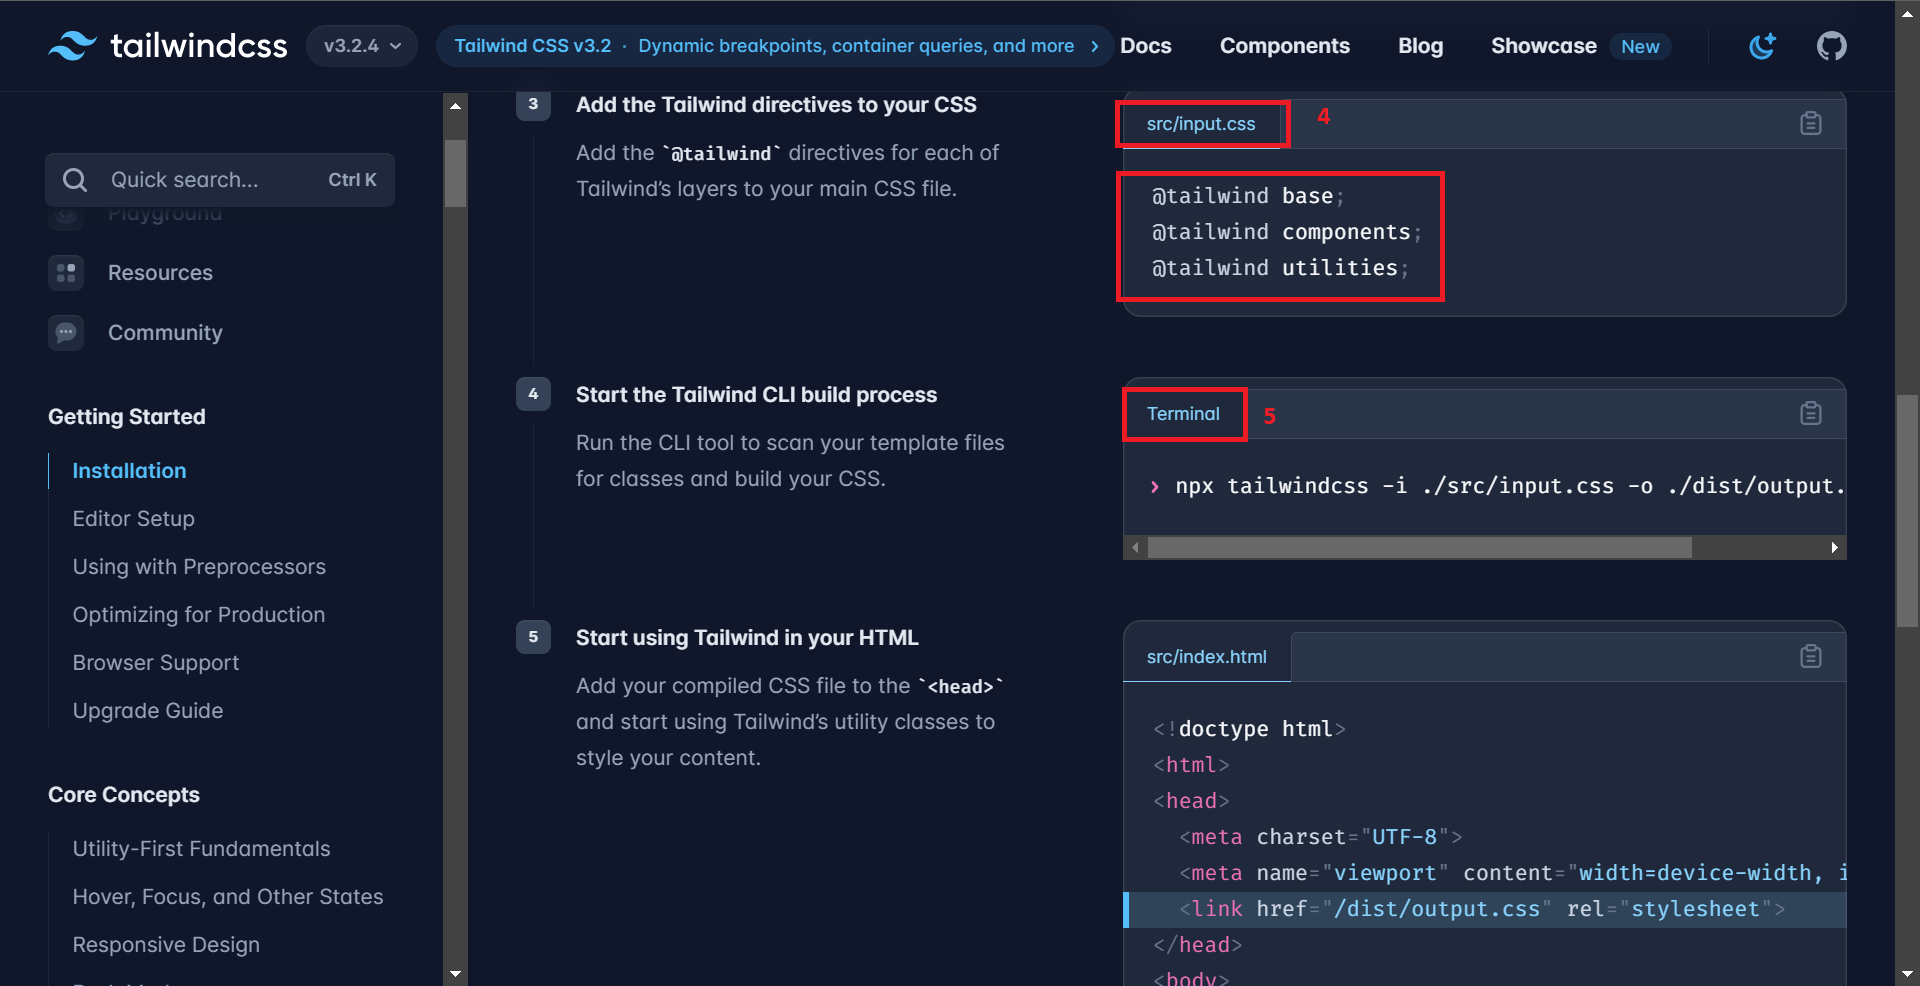 tailwindcss
v3.2.4
Tailwind CSS v3.2 · Dynamic breakpoints, container queries, and more
Docs
Components
Blog
Showcase
New
Quick search...
Ctrl K
Playground
Resources
Community
Getting Started
Installation
Editor Setup
Using with Preprocessors
Optimizing for Production
Browser Support
Upgrade Guide
Core Concepts
Utility-First Fundamentals
Hover, Focus, and Other States
Responsive Design
3
Add the Tailwind directives to your CSS
Add the `@tailwind` directives for each of
Tailwind’s layers to your main CSS file.
src/input.css
4
@tailwind base;
@tailwind components;
@tailwind utilities;
4
Start the Tailwind CLI build process
Run the CLI tool to scan your template files
for classes and build your CSS.
Terminal
5
› npx tailwindcss -i ./src/input.css -o ./dist/output.
5
Start using Tailwind in your HTML
Add your compiled CSS file to the `<head>`
and start using Tailwind’s utility classes to
style your content.
src/index.html
<!doctype html>
<html>
<head>
<meta charset="UTF-8">
<meta name="viewport" content="width=device-width, i
<link href="/dist/output.css" rel="stylesheet">
</head>
<body>